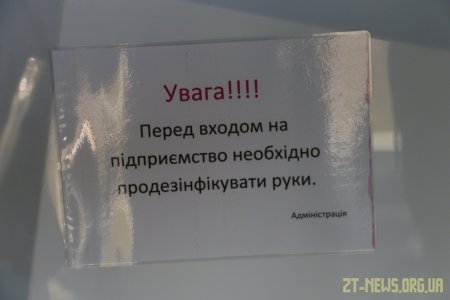 Увага!!!!
Перед входом на
підприємство необхідно
продезінфікувати руки.
Адміністрація
ZT-NEWS.ORG.UA